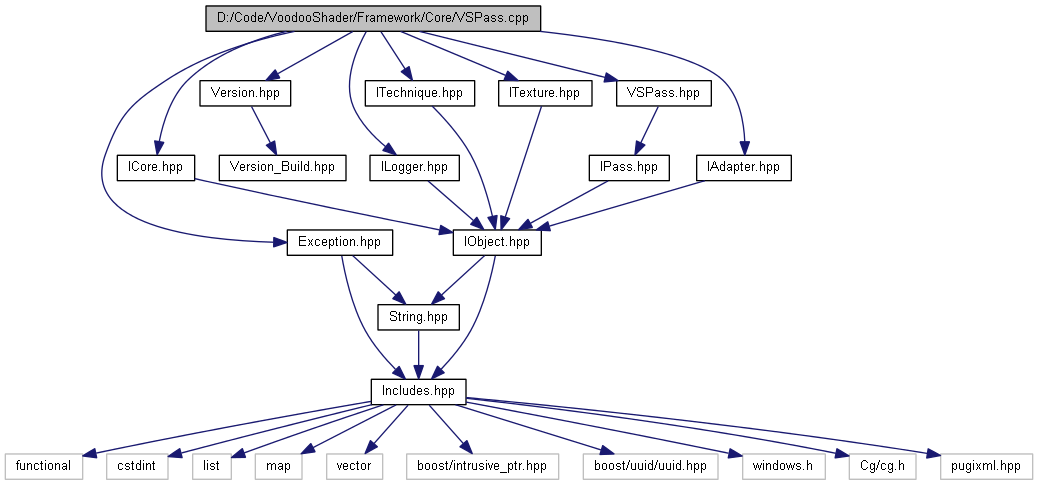 D:/Code/VoodooShader/Framework/Core/VSPass.cpp
Version.hpp
ITechnique.hpp
ITexture.hpp
VSPass.hpp
ICore.hpp
Version_Build.hpp
ILogger.hpp
IPass.hpp
IAdapter.hpp
Exception.hpp
IObject.hpp
String.hpp
Includes.hpp
functional
cstdint
list
map
vector
boost/intrusive_ptr.hpp
boost/uuid/uuid.hpp
windows.h
Cg/cg.h
pugixml.hpp